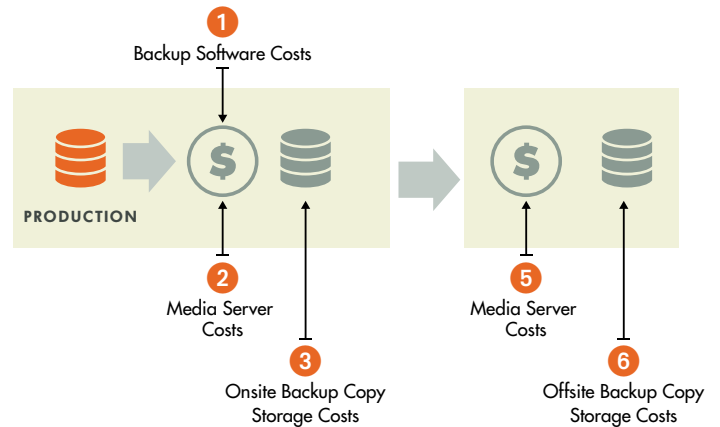 1
Backup Software Costs
$
$
PRODUCTION
2
Media Server
Costs
5
Media Server
Costs
3
Onsite Backup Copy
Storage Costs
6
Offsite Backup Copy
Storage Costs